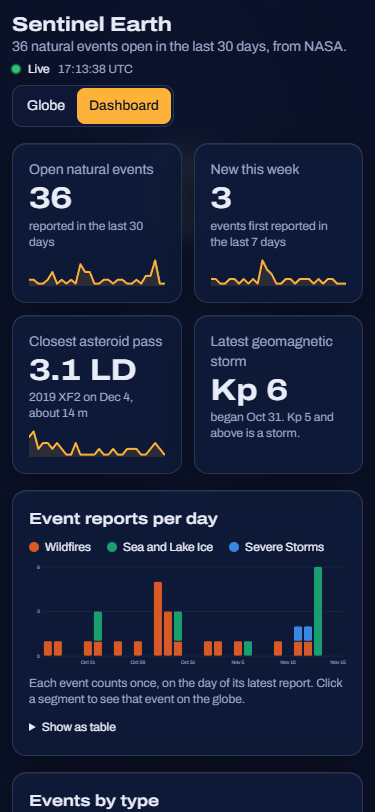 Sentinel Earth
36 natural events open in the last 30 days, from NASA.
Live 17:13:38 UTC
Globe Dashboard
Open natural events
36
reported in the last 30
days
New this week
3
events first reported in
the last 7 days
Closest asteroid pass
3.1 LD
2019 XF2 on Dec 4,
about 14 m
Latest geomagnetic
storm
Kp 6
began Oct 31. Kp 5 and
above is a storm.
Event reports per day
Wildfires Sea and Lake Ice Severe Storms
6
3
0
Oct 21 Oct 31 Nov 5 Nov 10 Nov 15
Each event counts once, on the day of its latest report. Click
a segment to see that event on the globe.
Show as table
Events by type